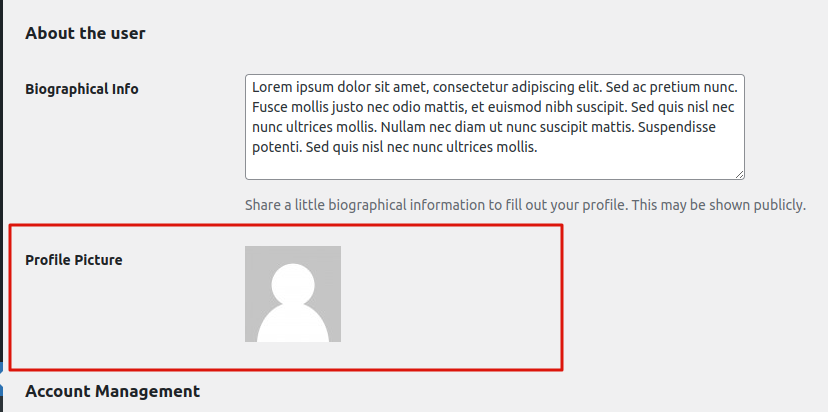 About the user
Biographical Info
Lorem ipsum dolor sit amet, consectetur adipiscing elit. Sed ac pretium nunc.
Fusce mollis justo nec odio mattis, et euismod nibh suscipit. Sed quis nisl nec
nunc ultrices mollis. Nullam nec diam ut nunc suscipit mattis. Suspendisse
potenti. Sed quis nisl nec nunc ultrices mollis.
Share a little biographical information to fill out your profile. This may be shown publicly.
Profile Picture
Account Management